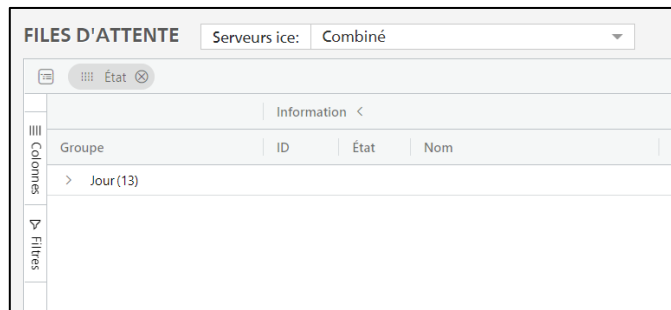 FILES D'ATTENTE Serveurs ice: Combiné
État
Information <
Groupe ID État Nom
> Jour (13)
Colonnes
Filtres